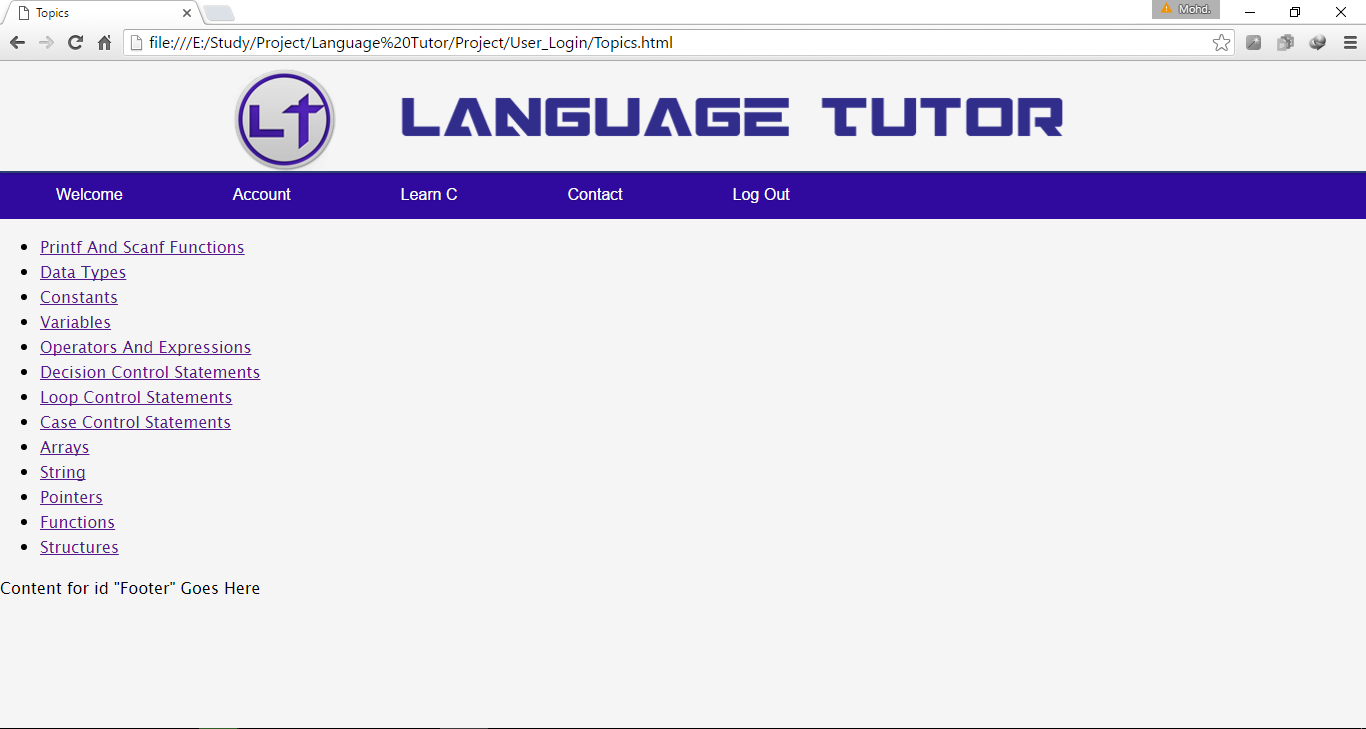 Topics
Mohd.
file:///E:/Study/Project/Language%20Tutor/Project/User_Login/Topics.html
LT LANGUAGE TUTOR
Welcome Account Learn C Contact Log Out
Printf And Scanf Functions
Data Types
Constants
Variables
Operators And Expressions
Decision Control Statements
Loop Control Statements
Case Control Statements
Arrays
String
Pointers
Functions
Structures
Content for id "Footer" Goes Here